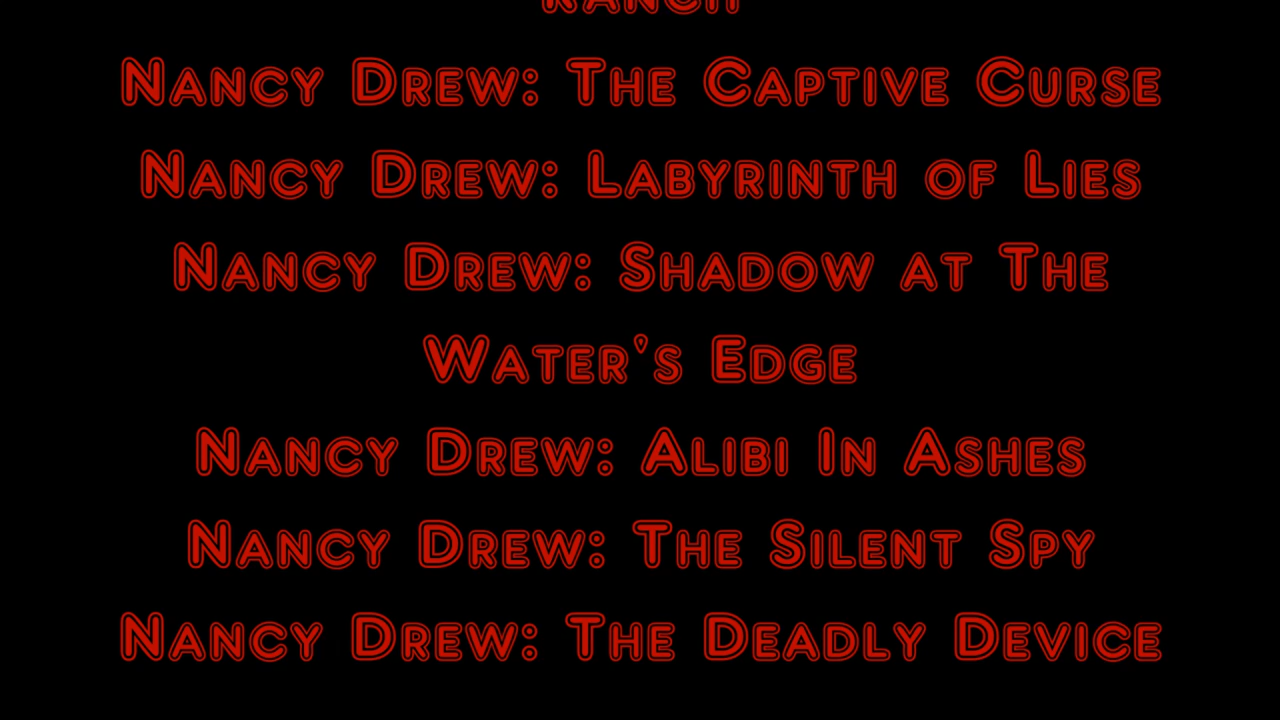 Ranch
Nancy Drew: The Captive Curse
Nancy Drew: Labyrinth of Lies
Nancy Drew: Shadow at The
Water's Edge
Nancy Drew: Alibi In Ashes
Nancy Drew: The Silent Spy
Nancy Drew: The Deadly Device